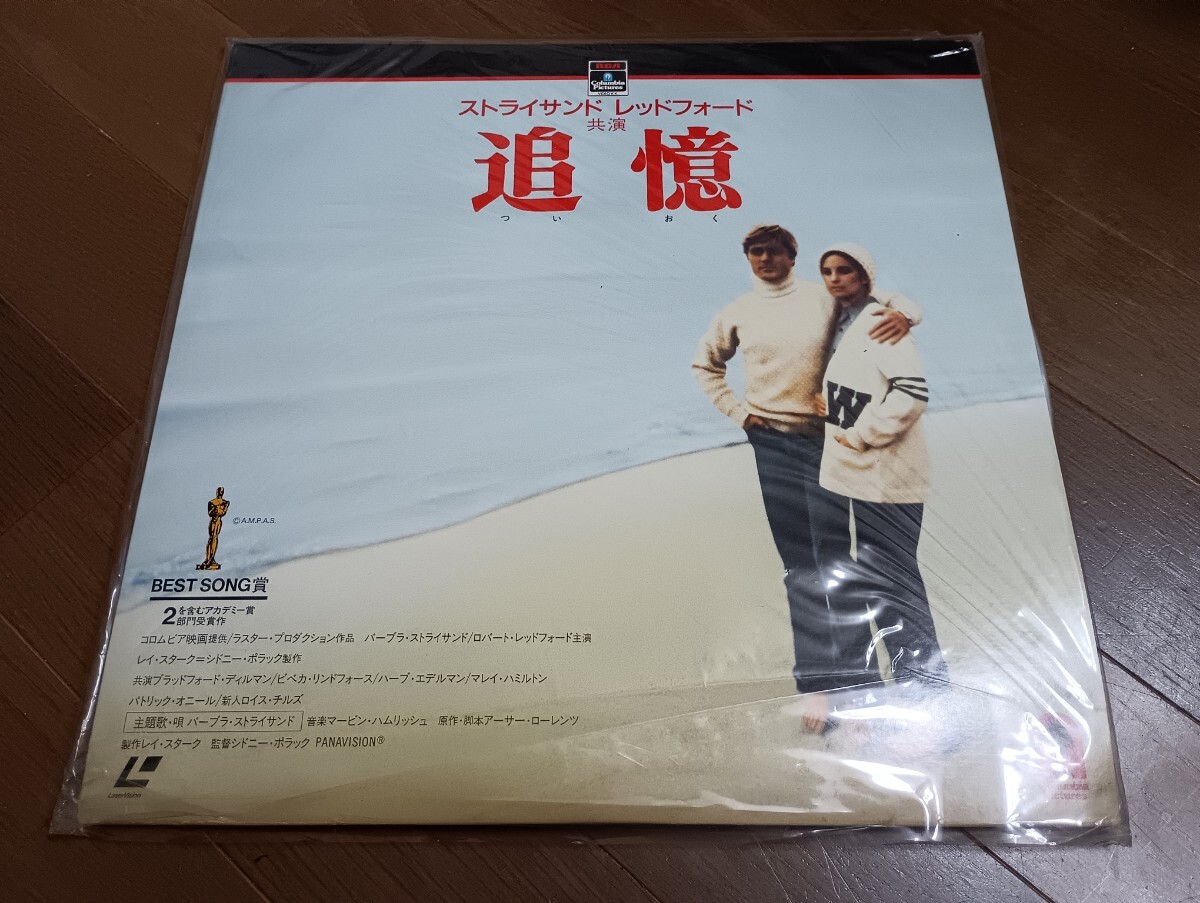 RCA
Columbia
Pictures
VIDEO
ストライサンド レッドフォード
共演
追憶
つい おく
W
©A.M.P.A.S.
BEST SONG賞
2を含むアカデミー賞
部門受賞作
コロムビア映画提供/ラスター・プロダクション作品 バーブラ・ストライサンド/ロバート・レッドフォード主演
レイ・スターク=シドニー・ポラック製作
共演ブラッドフォード・ディルマン/ビベカ・リンドフォース/ハーブ・エデルマン/マレイ・ハミルトン
パトリック・オニール/新人ロイス・チルズ
主題歌・唄 バーブラ・ストライサンド 音楽マービン・ハムリッシュ 原作・脚本アーサー・ローレンツ
製作レイ・スターク 監督シドニー・ポラック PANAVISION®
LaserVision